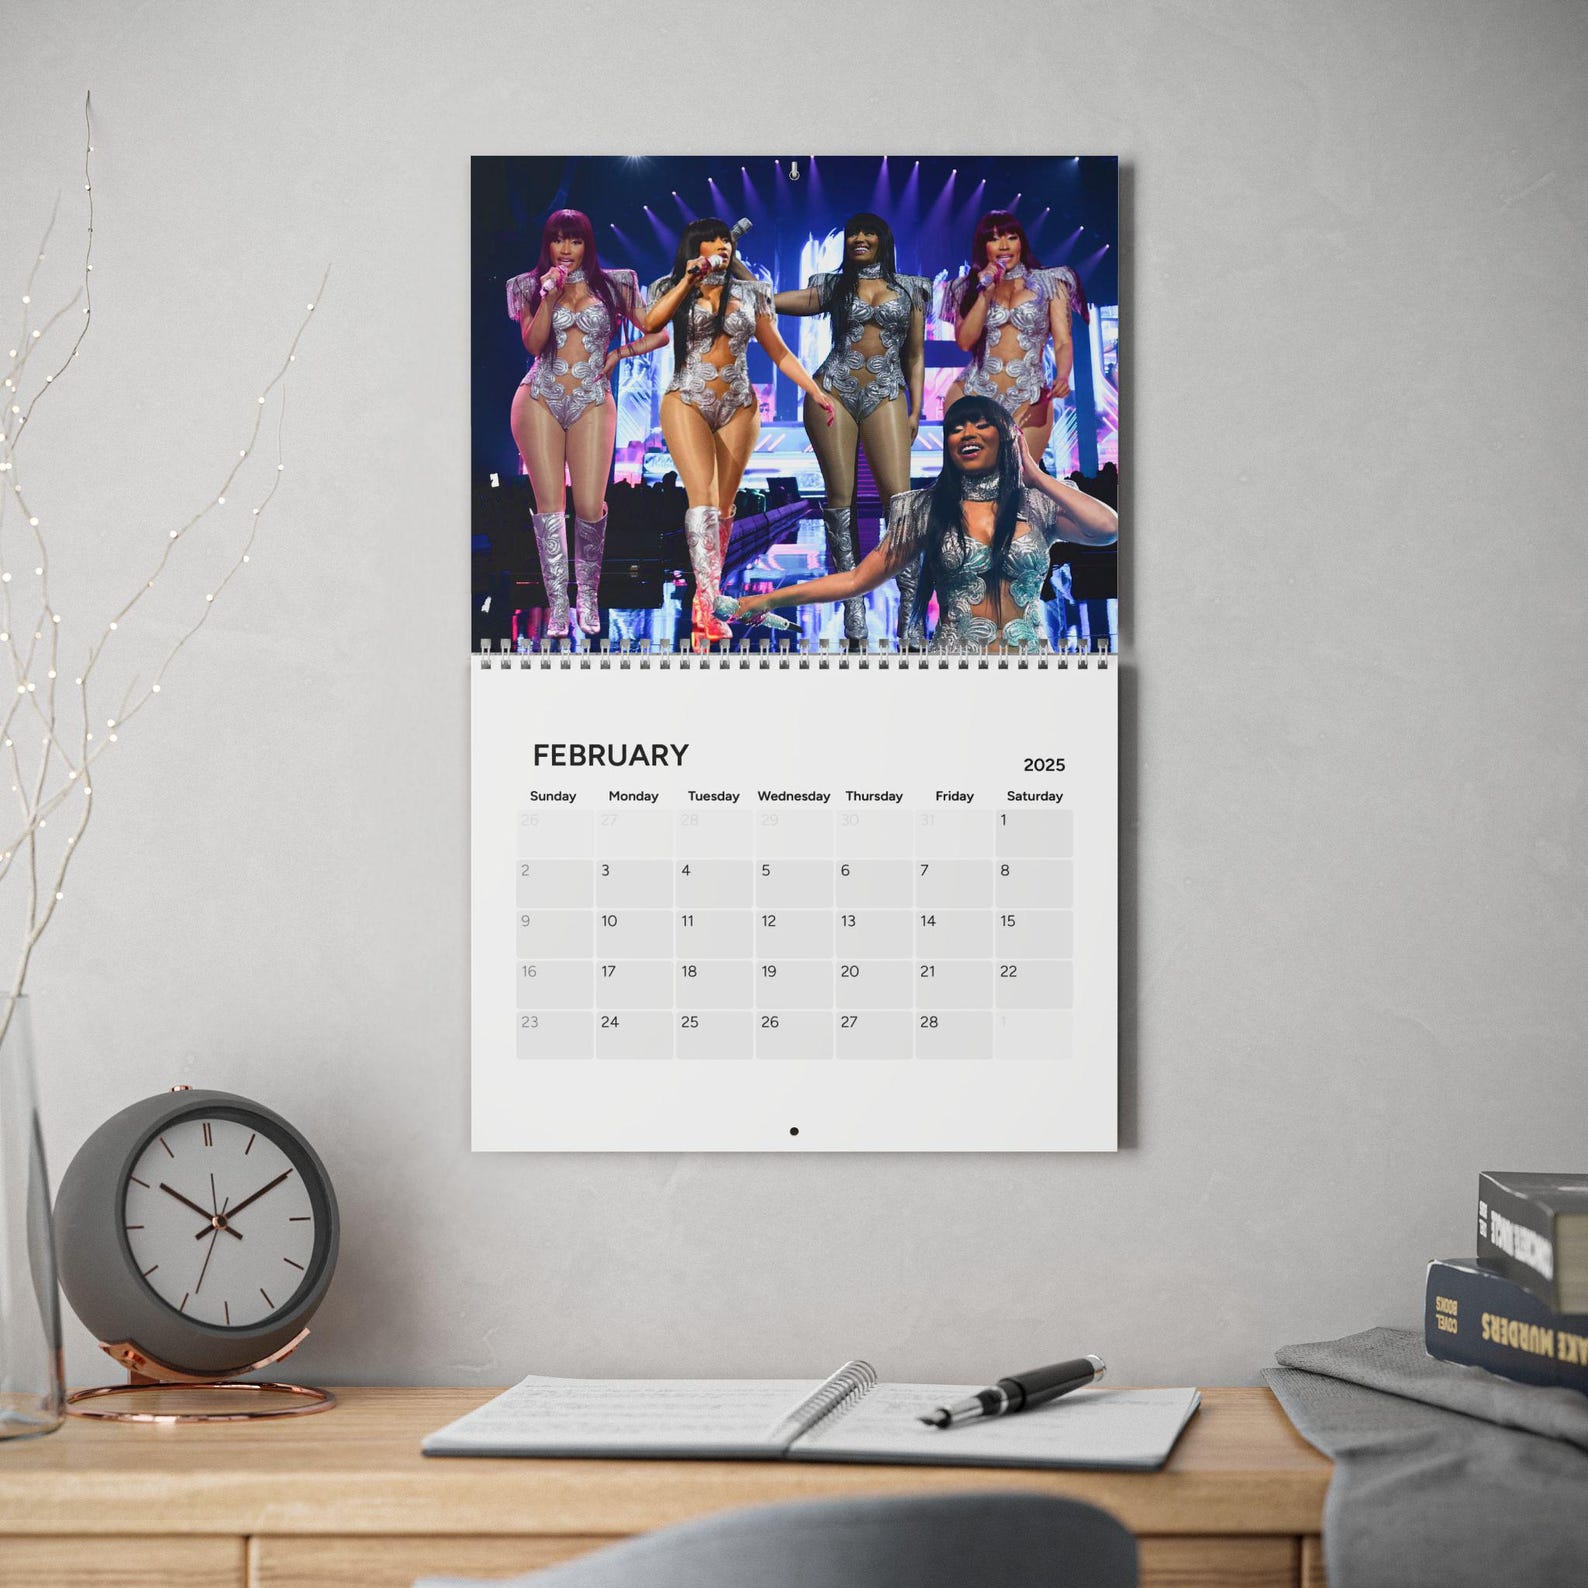 FEBRUARY
2025
Sunday Monday Tuesday Wednesday Thursday Friday Saturday
26 27 28 29 30 31 1
2 3 4 5 6 7 8
9 10 11 12 13 14 15
16 17 18 19 20 21 22
23 24 25 26 27 28 1
COVEL
BOOKS
AKE MURDERS